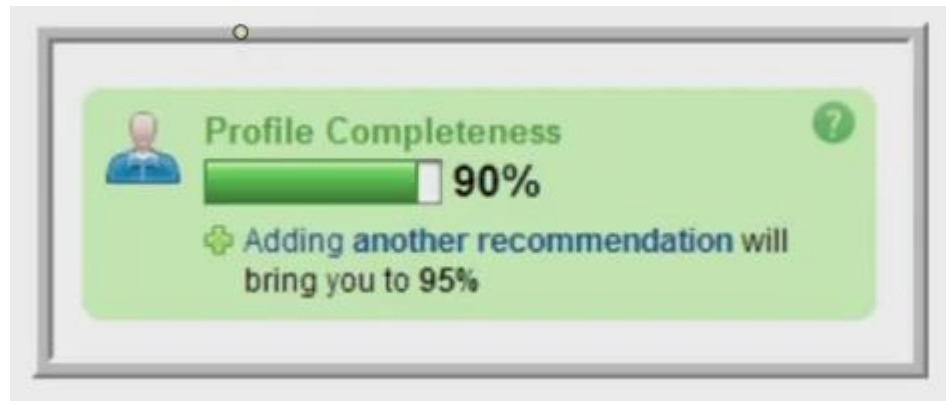 ?
Profile Completeness
90%
Adding another recommendation will
bring you to 95%